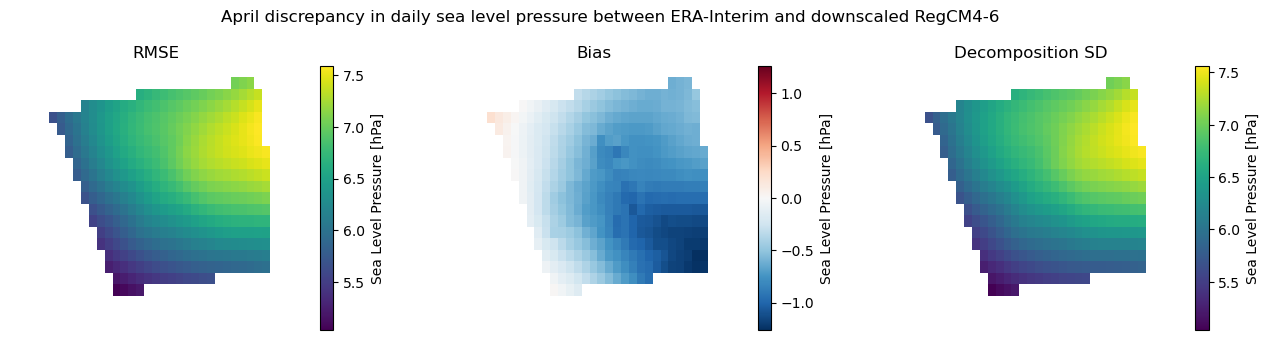 April discrepancy in daily sea level pressure between ERA-Interim and downscaled RegCM4-6
RMSE
7.5
7.0
6.5
6.0
5.5
Sea Level Pressure [hPa]
Bias
1.0
0.5
0.0
−0.5
−1.0
Sea Level Pressure [hPa]
Decomposition SD
7.5
7.0
6.5
6.0
5.5
Sea Level Pressure [hPa]